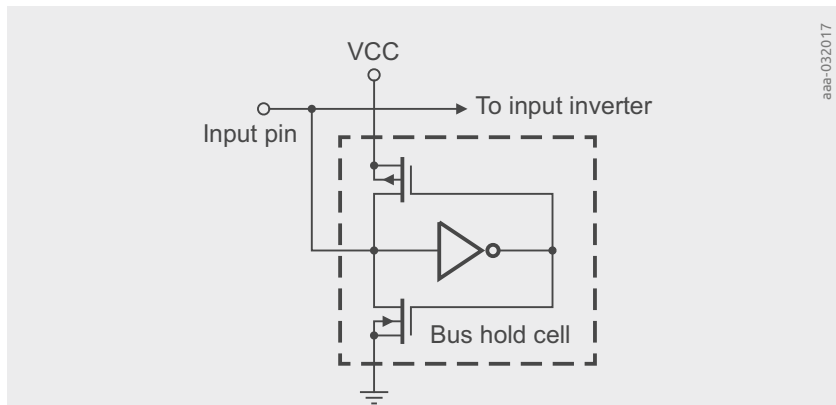 aaa-032017
VCC
To input inverter
Input pin
Bus hold cell